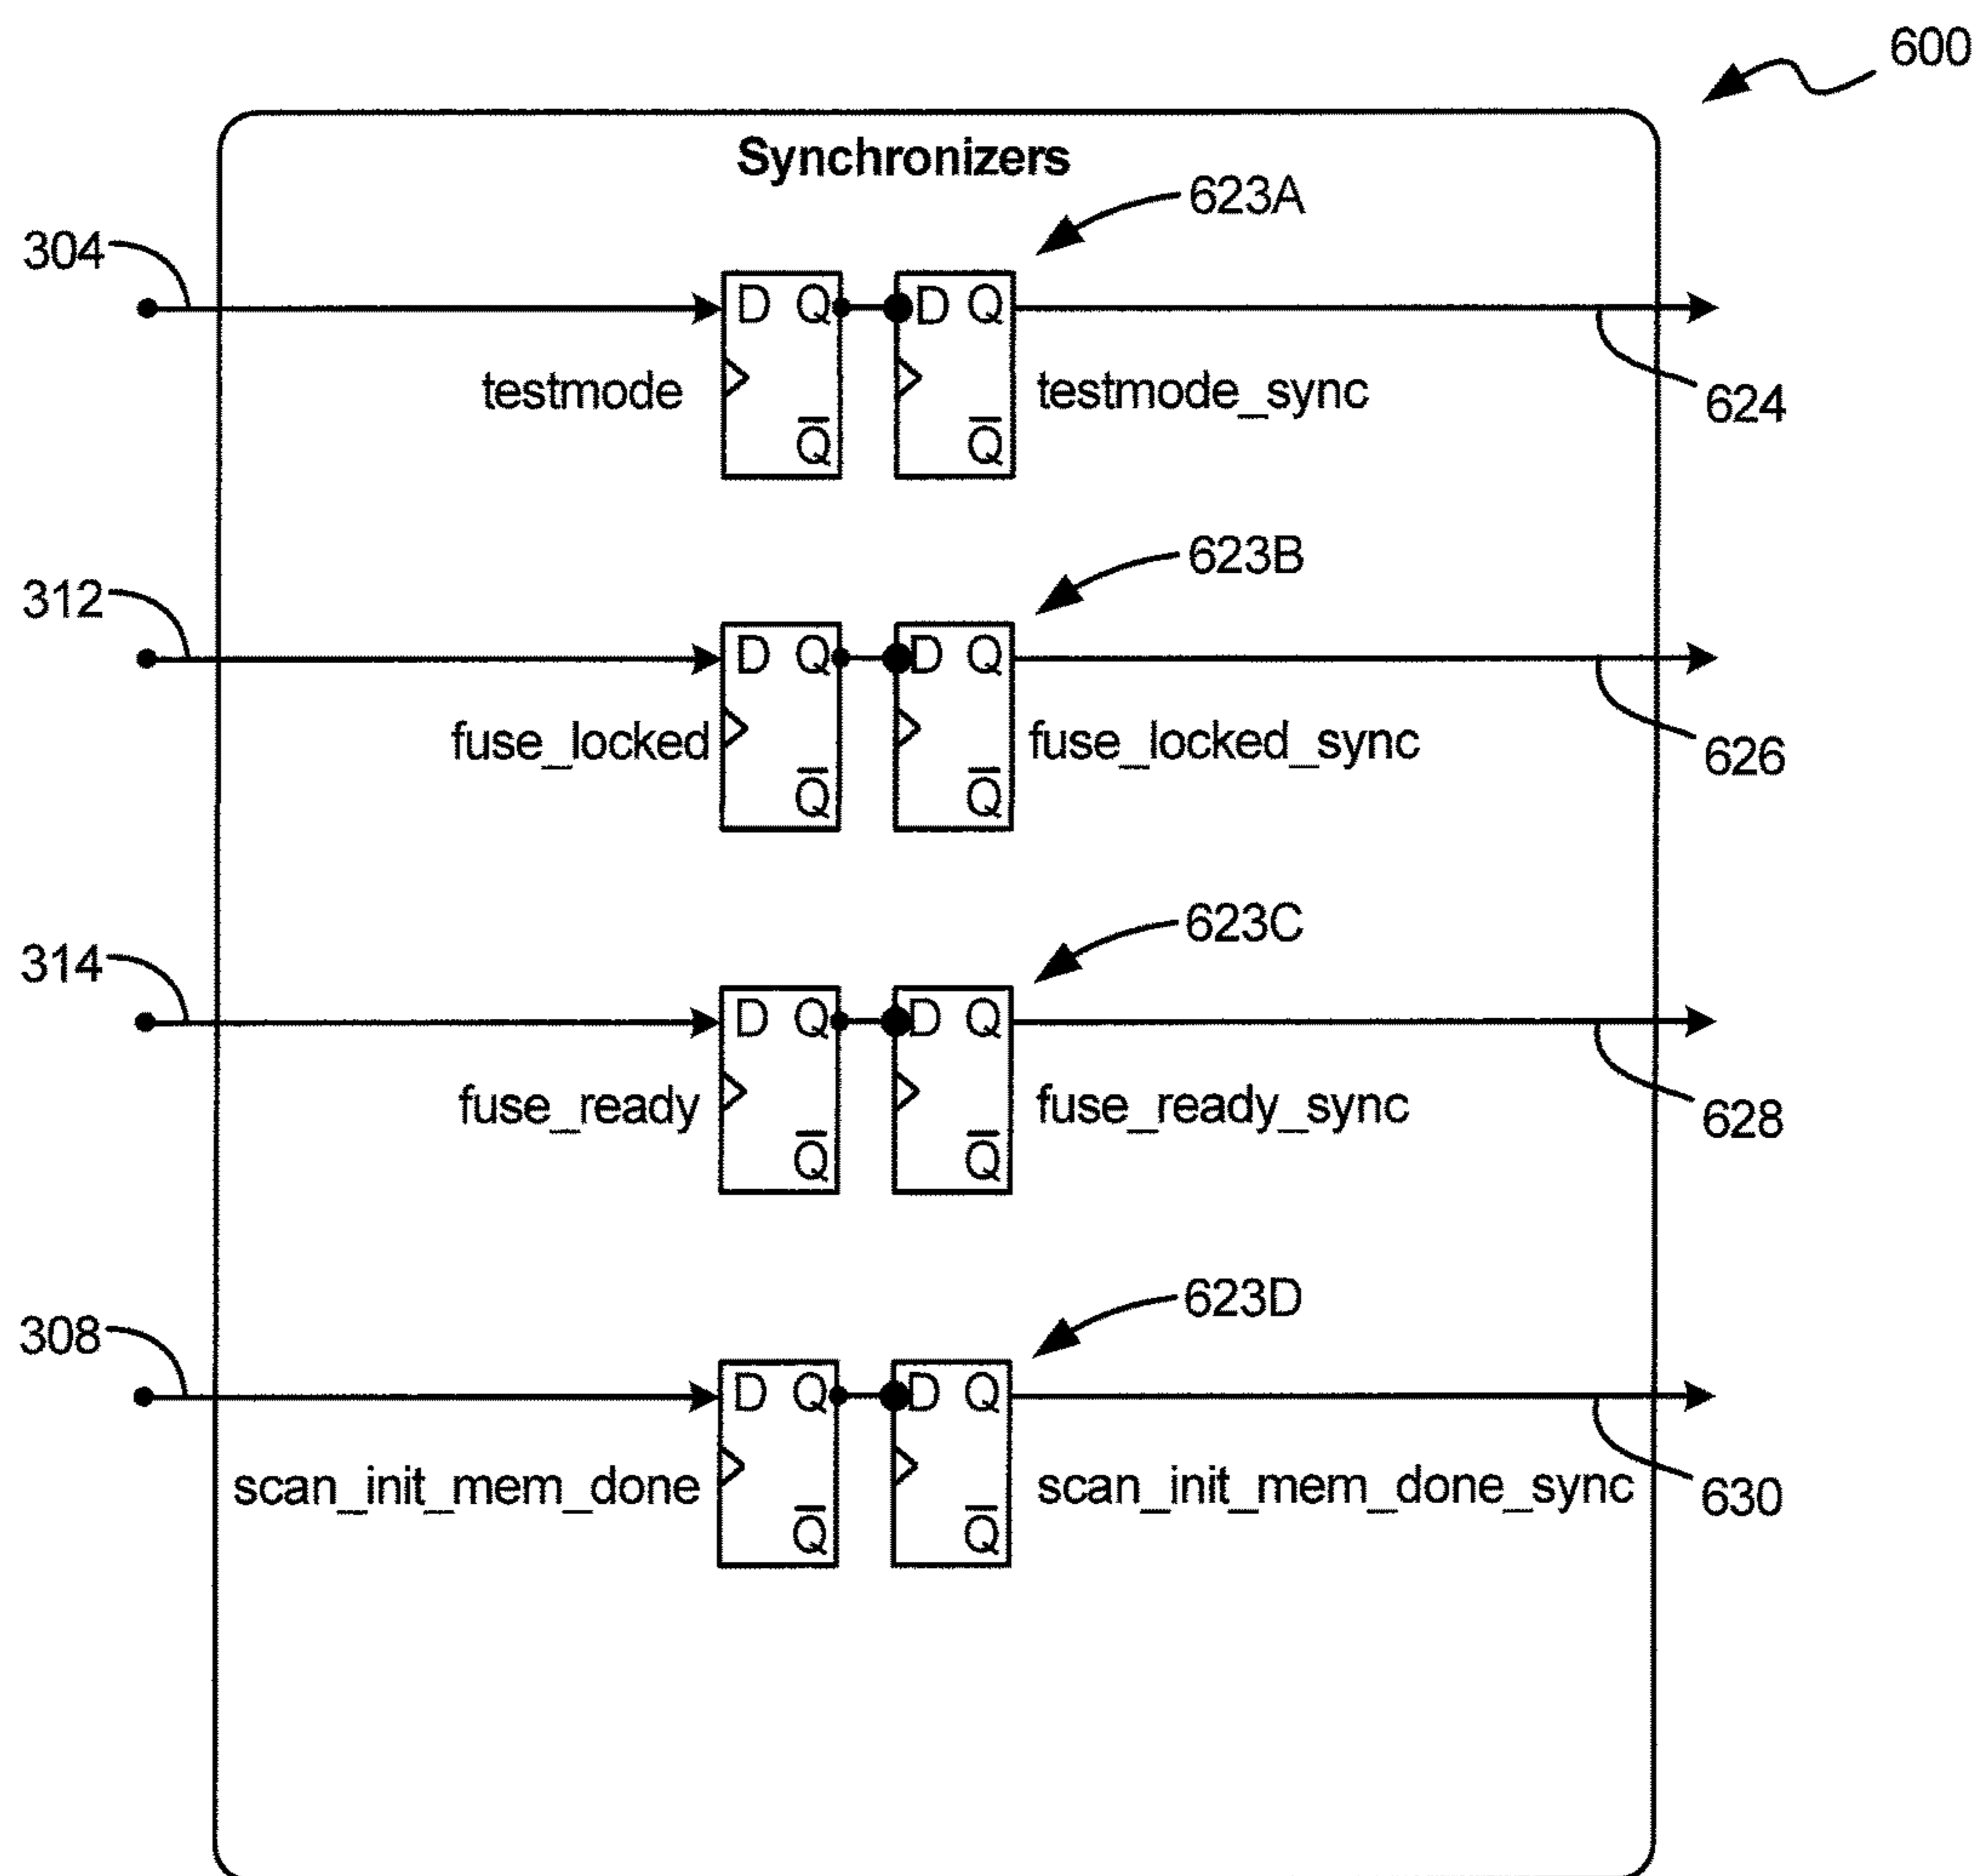 600
Synchronizers
623A
304
D Q D Q
testmode testmode_sync
624
Q̅ Q̅
623B
312
D Q D Q
fuse_locked fuse_locked_sync
626
Q̅ Q̅
623C
314
D Q D Q
fuse_ready fuse_ready_sync
628
Q̅ Q̅
623D
308
D Q D Q
scan_init_mem_done scan_init_mem_done_sync
630
Q̅ Q̅